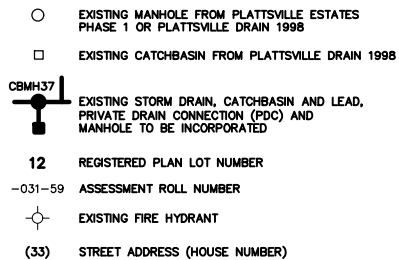 EXISTING MANHOLE FROM PLATTSVILLE ESTATES
PHASE 1 OR PLATTSVILLE DRAIN 1998
EXISTING CATCHBASIN FROM PLATTSVILLE DRAIN 1998
CBMH37
EXISTING STORM DRAIN, CATCHBASIN AND LEAD,
PRIVATE DRAIN CONNECTION (PDC) AND
MANHOLE TO BE INCORPORATED
12 REGISTERED PLAN LOT NUMBER
-031-59 ASSESSMENT ROLL NUMBER
EXISTING FIRE HYDRANT
(33) STREET ADDRESS (HOUSE NUMBER)